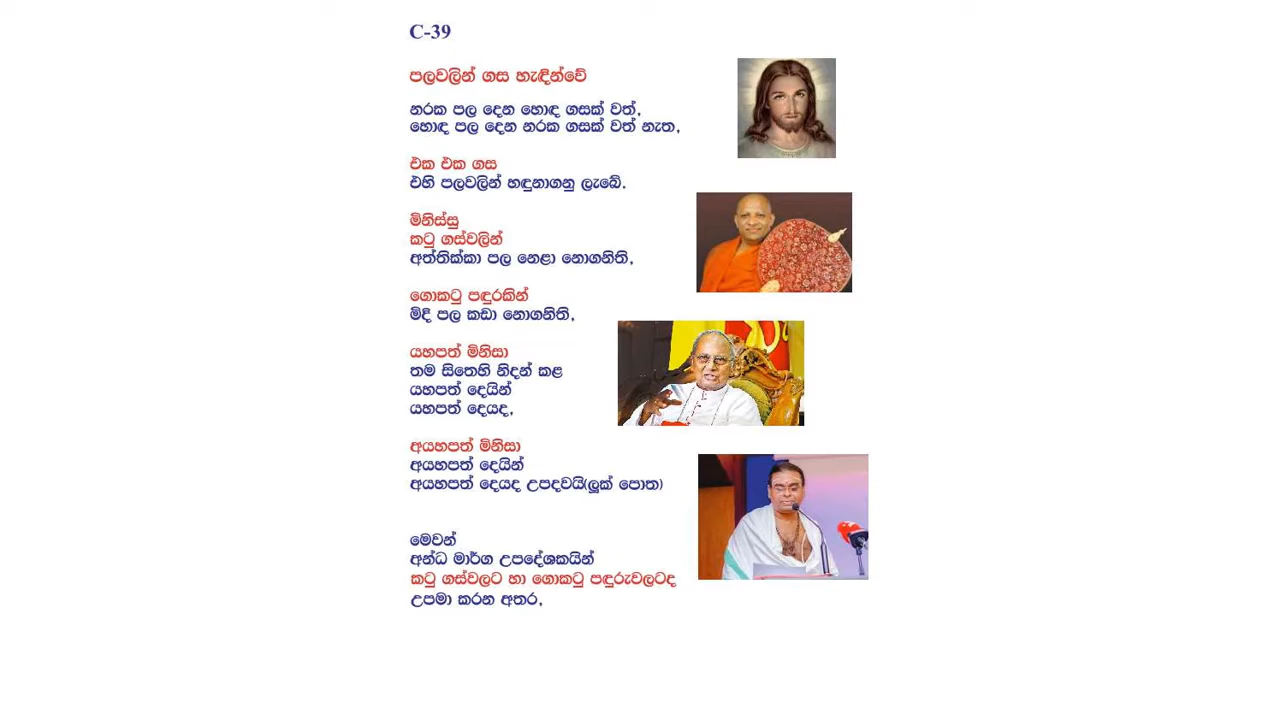 C-39
පලවලින් ගස හැඳින්වේ
නරක පල දෙන හොඳ ගසක් වත්,
හොඳ පල දෙන නරක ගසක් වත් නැත,
එක එක ගස
එහි පලවලින් හඳුනාගනු ලැබේ.
මිනිස්සු
කටු ගස්වලින්
අත්තික්කා පල නෙළා නොගනිති,
ගොකටු පඳුරකින්
මිදී පල කඩා නොගනිති,
යහපත් මිනිසා
තම සිතෙහි නිදන් කළ
යහපත් දෙයින්
යහපත් දෙයද,
අයහපත් මිනිසා
අයහපත් දෙයින්
අයහපත් දෙයද උපදවයි(ලූක් පොත)
මෙවන්
අන්ධ මාර්ග උපදේශකයින්
කටු ගස්වලට හා ගොකටු පඳුරුවලටද
උපමා කරන අතර,